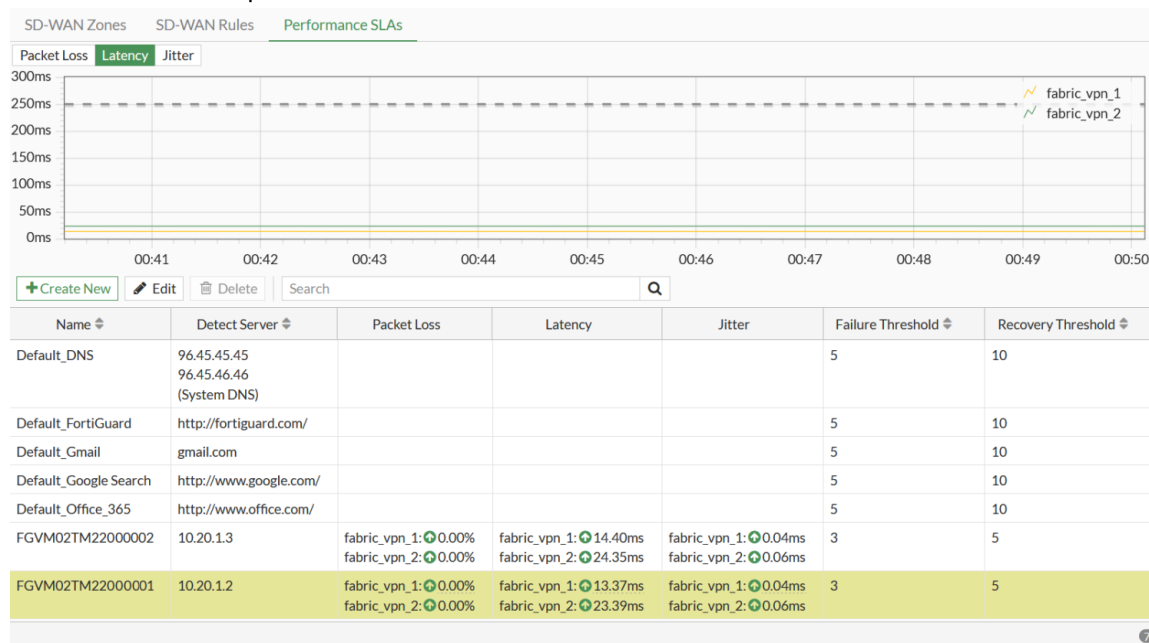 SD-WAN Zones SD-WAN Rules Performance SLAs
Packet Loss Latency Jitter
300ms
250ms
200ms
150ms
100ms
50ms
0ms
fabric_vpn_1
fabric_vpn_2
00:41 00:42 00:43 00:44 00:45 00:46 00:47 00:48 00:49 00:50
Create New Edit Delete Search
Name Detect Server Packet Loss Latency Jitter Failure Threshold Recovery Threshold
Default_DNS 96.45.45.45 5 10
96.45.46.46
(System DNS)
Default_FortiGuard http://fortiguard.com/ 5 10
Default_Gmail gmail.com 5 10
Default_Google Search http://www.google.com/ 5 10
Default_Office_365 http://www.office.com/ 5 10
FGVM02TM22000002 10.20.1.3 fabric_vpn_1: 0.00% fabric_vpn_1: 14.40ms fabric_vpn_1: 0.04ms 3 5
fabric_vpn_2: 0.00% fabric_vpn_2: 24.35ms fabric_vpn_2: 0.06ms
FGVM02TM22000001 10.20.1.2 fabric_vpn_1: 0.00% fabric_vpn_1: 13.37ms fabric_vpn_1: 0.04ms 3 5
fabric_vpn_2: 0.00% fabric_vpn_2: 23.39ms fabric_vpn_2: 0.06ms
7